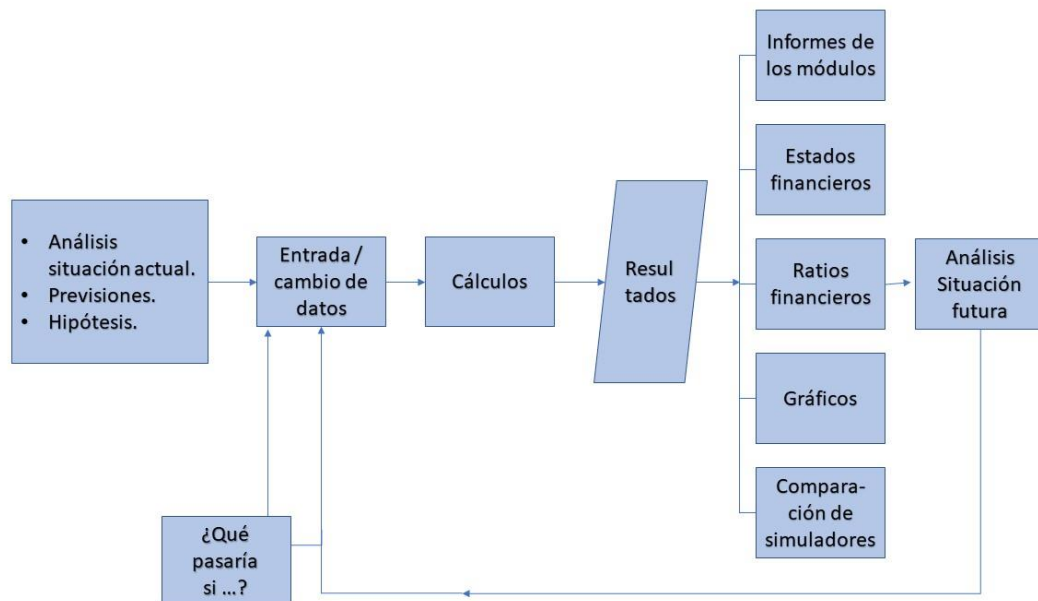 • Análisis
situación actual.
• Previsiones.
• Hipótesis.
Entrada /
cambio de
datos
Cálculos
Resul
tados
Informes de
los módulos
Estados
financieros
Ratios
financieros
Gráficos
Compara-
ción de
simuladores
Análisis
Situación
futura
¿Qué
pasaría
si ...?